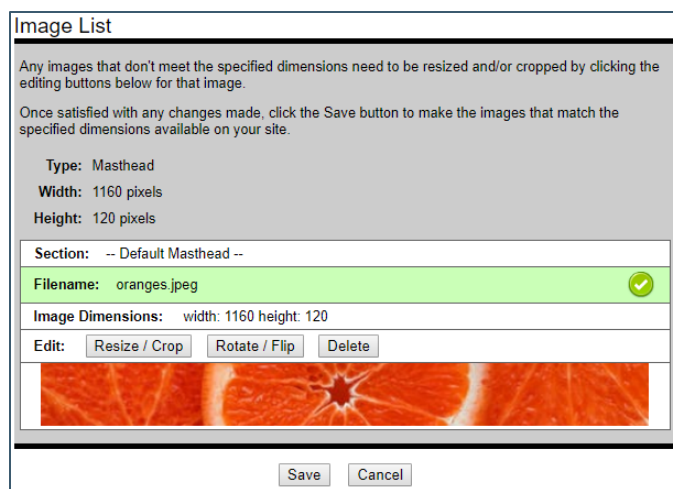 Image List
Any images that don't meet the specified dimensions need to be resized and/or cropped by clicking the
editing buttons below for that image.
Once satisfied with any changes made, click the Save button to make the images that match the
specified dimensions available on your site.
Type: Masthead
Width: 1160 pixels
Height: 120 pixels
Section: -- Default Masthead --
Filename: oranges.jpeg
Image Dimensions: width: 1160 height: 120
Edit: Resize / Crop Rotate / Flip Delete
Save Cancel